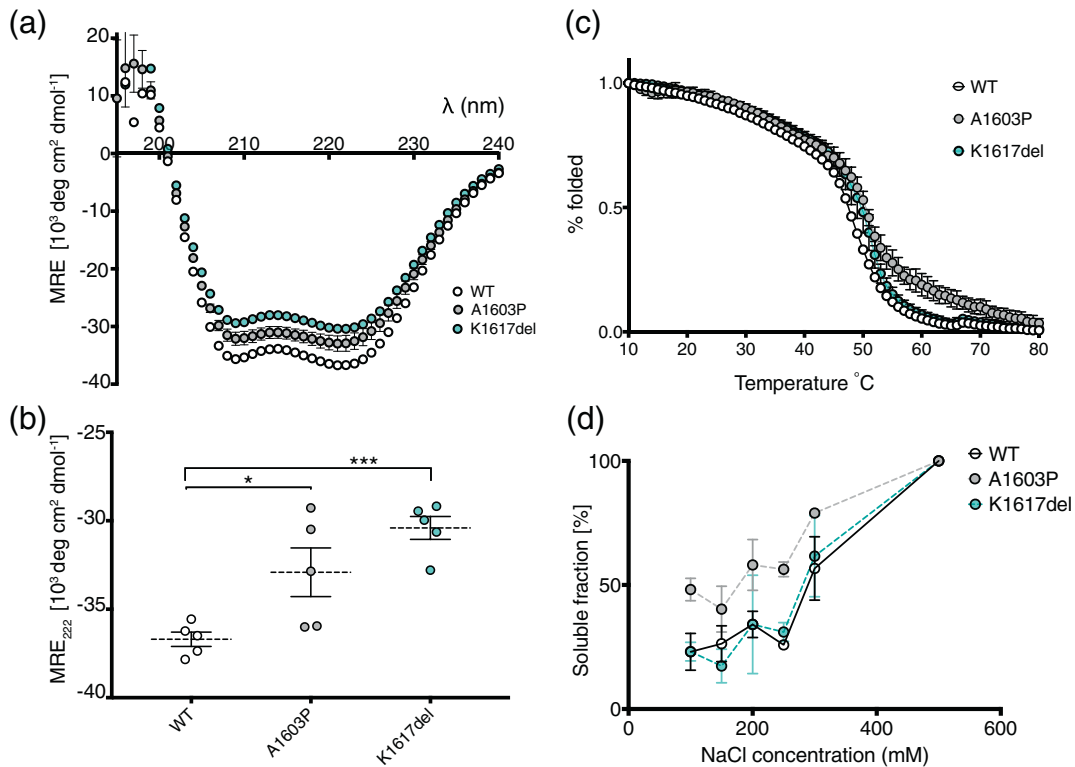 (a)
MRE [10³ deg cm² dmol⁻¹]
20
10
0
-10
-20
-30
-40
λ (nm)
200
210
220
230
240
WT
A1603P
K1617del
(b)
MRE₂₂₂ [10³ deg cm² dmol⁻¹]
-25
-30
-35
-40
*
***
WT
A1603P
K1617del
(c)
% folded
1.0
0.5
0.0
10
20
30
40
50
60
70
80
Temperature °C
WT
A1603P
K1617del
(d)
Soluble fraction [%]
100
50
0
0
200
400
600
NaCl concentration (mM)
WT
A1603P
K1617del